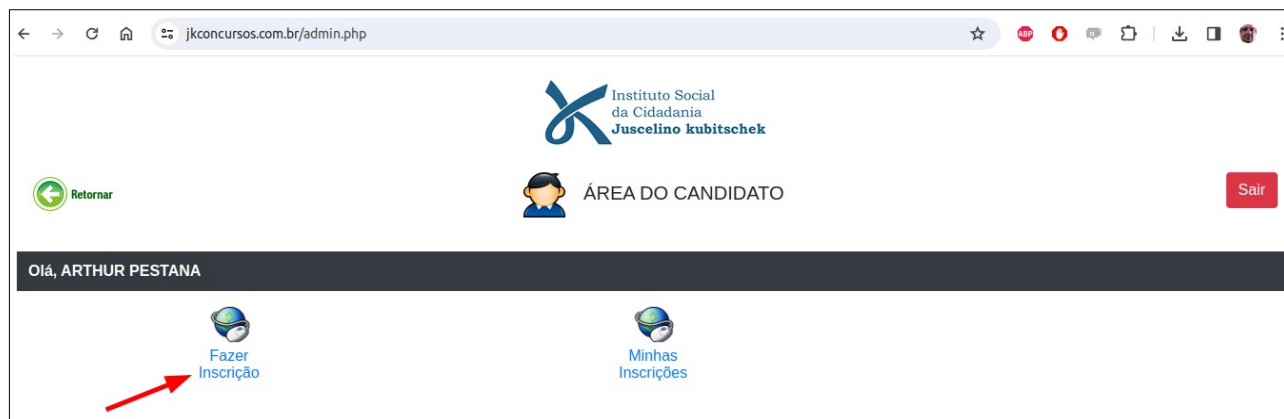 jkconcursos.com.br/admin.php
ABP
Instituto Social
da Cidadania
Juscelino kubitschek
Retornar
ÁREA DO CANDIDATO
Sair
Olá, ARTHUR PESTANA
Fazer
Inscrição
Minhas
Inscrições